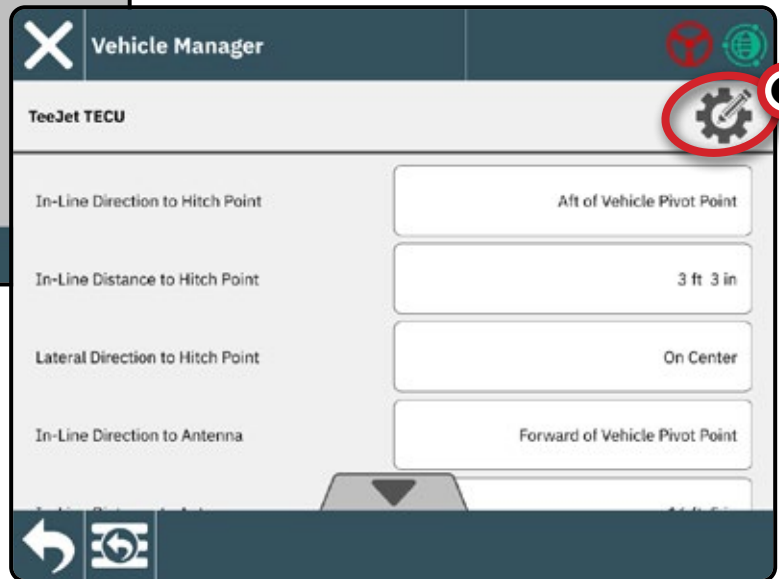 Vehicle Manager
TeeJet TECU
In-Line Direction to Hitch Point
Aft of Vehicle Pivot Point
In-Line Distance to Hitch Point
3 ft 3 in
Lateral Direction to Hitch Point
On Center
In-Line Direction to Antenna
Forward of Vehicle Pivot Point